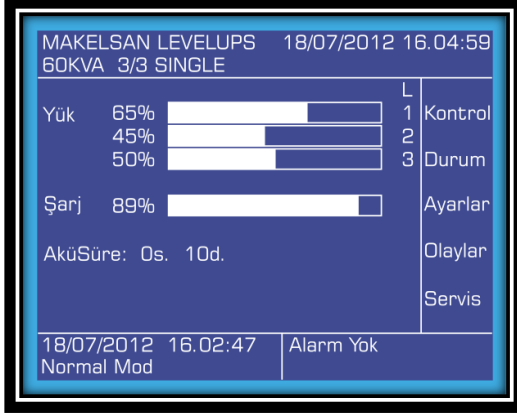 MAKELSAN LEVELUPS 18/07/2012 16.04:59
60KVA 3/3 SINGLE
L
Yük 65% 1 Kontrol
45% 2
50% 3 Durum
Şarj 89% Ayarlar
AküSüre: 0s. 10d. Olaylar
Servis
18/07/2012 16.02:47 Alarm Yok
Normal Mod